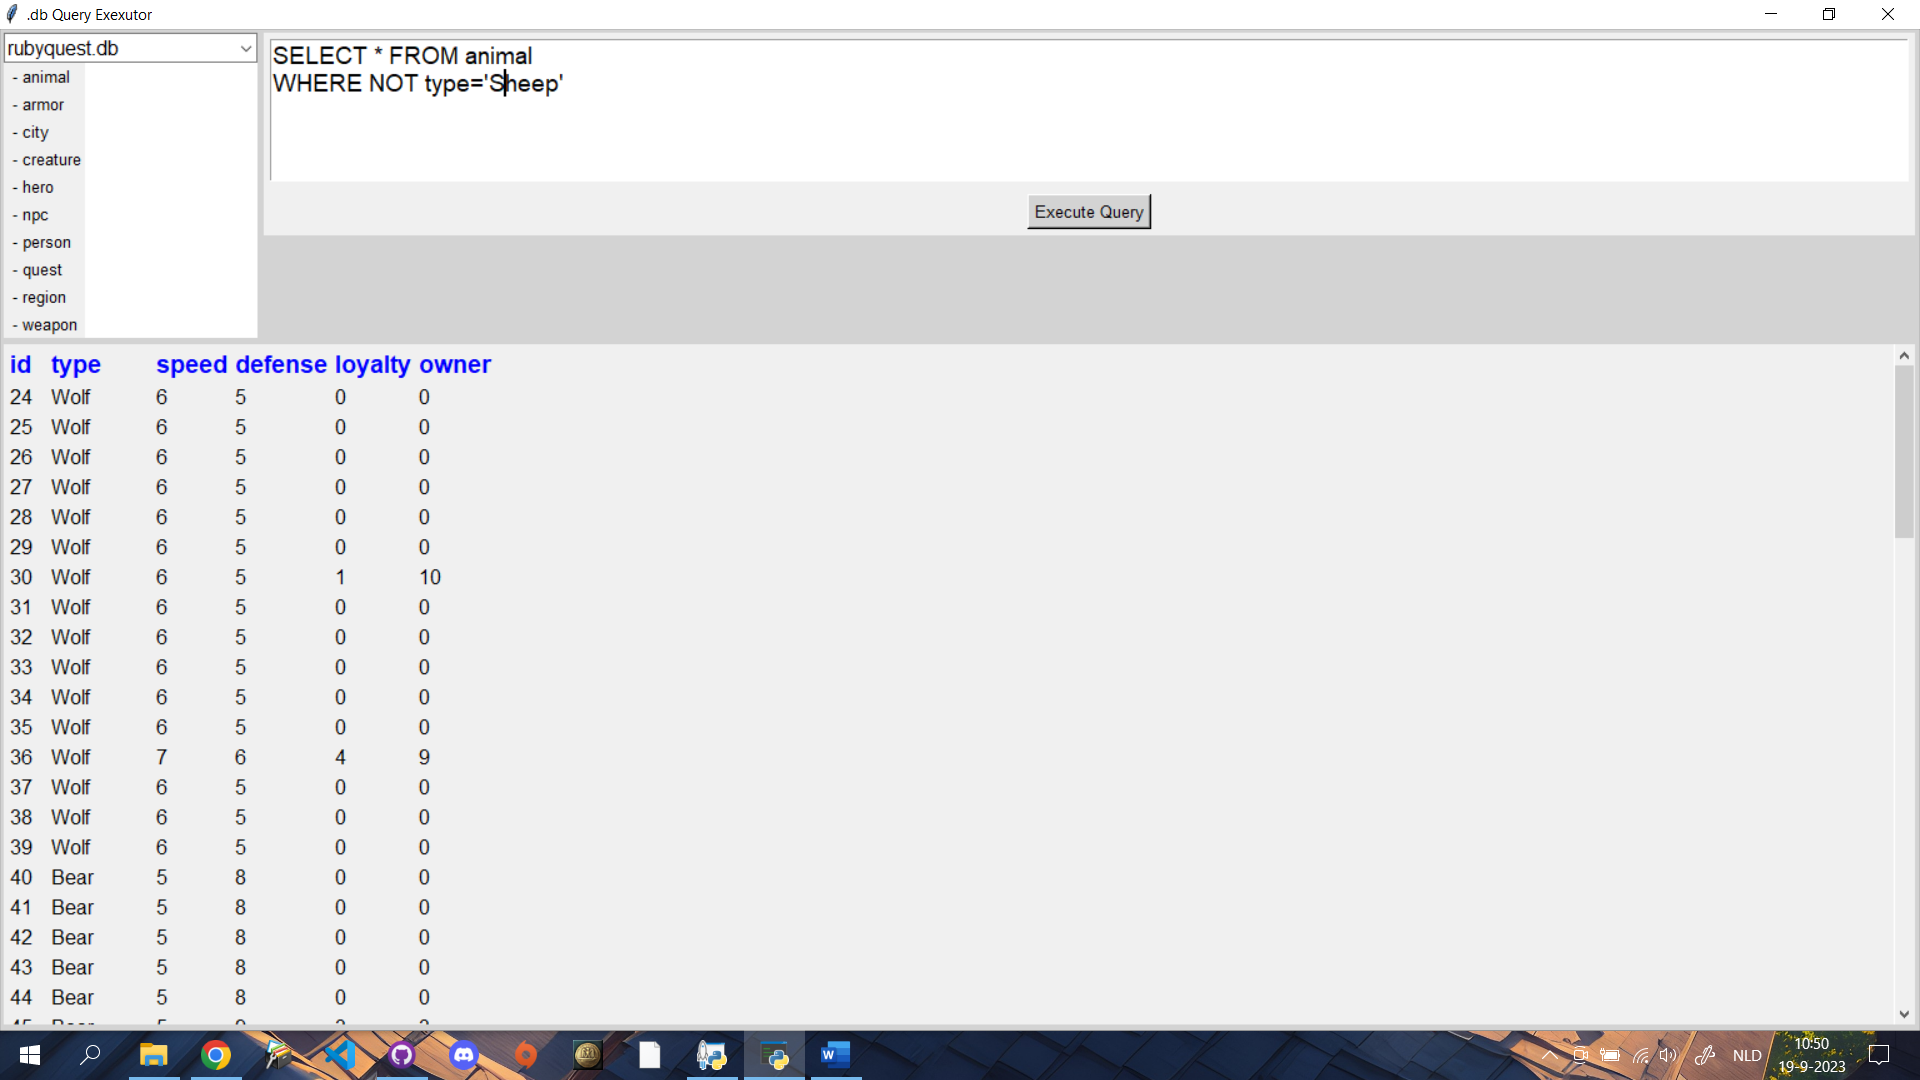 .db Query Exexutor
rubyquest.db
- animal
- armor
- city
- creature
- hero
- npc
- person
- quest
- region
- weapon
SELECT * FROM animal
WHERE NOT type='Sheep'
Execute Query
id type speed defense loyalty owner
24 Wolf 6 5 0 0
25 Wolf 6 5 0 0
26 Wolf 6 5 0 0
27 Wolf 6 5 0 0
28 Wolf 6 5 0 0
29 Wolf 6 5 0 0
30 Wolf 6 5 1 10
31 Wolf 6 5 0 0
32 Wolf 6 5 0 0
33 Wolf 6 5 0 0
34 Wolf 6 5 0 0
35 Wolf 6 5 0 0
36 Wolf 7 6 4 9
37 Wolf 6 5 0 0
38 Wolf 6 5 0 0
39 Wolf 6 5 0 0
40 Bear 5 8 0 0
41 Bear 5 8 0 0
42 Bear 5 8 0 0
43 Bear 5 8 0 0
44 Bear 5 8 0 0
NLD
10:50
19-9-2023